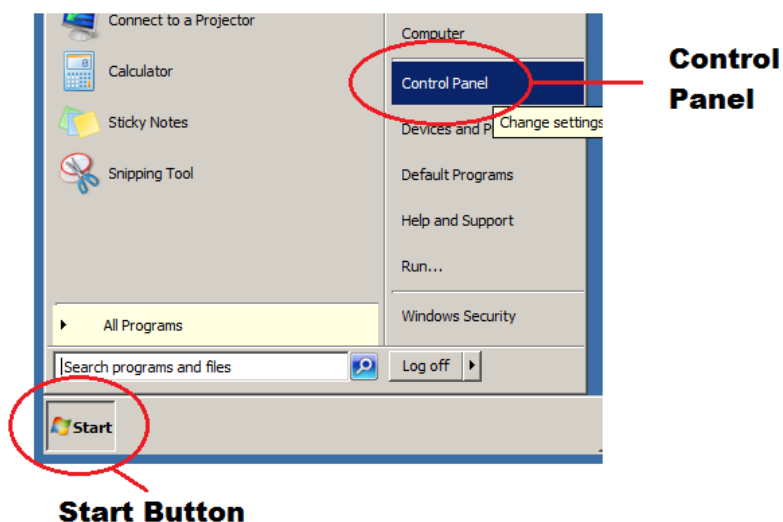 Connect to a Projector
Calculator
Sticky Notes
Snipping Tool
All Programs
Search programs and files
Computer
Control Panel
Change settings
Devices and P
Default Programs
Help and Support
Run...
Windows Security
Log off
Start
Control
Panel
Start Button